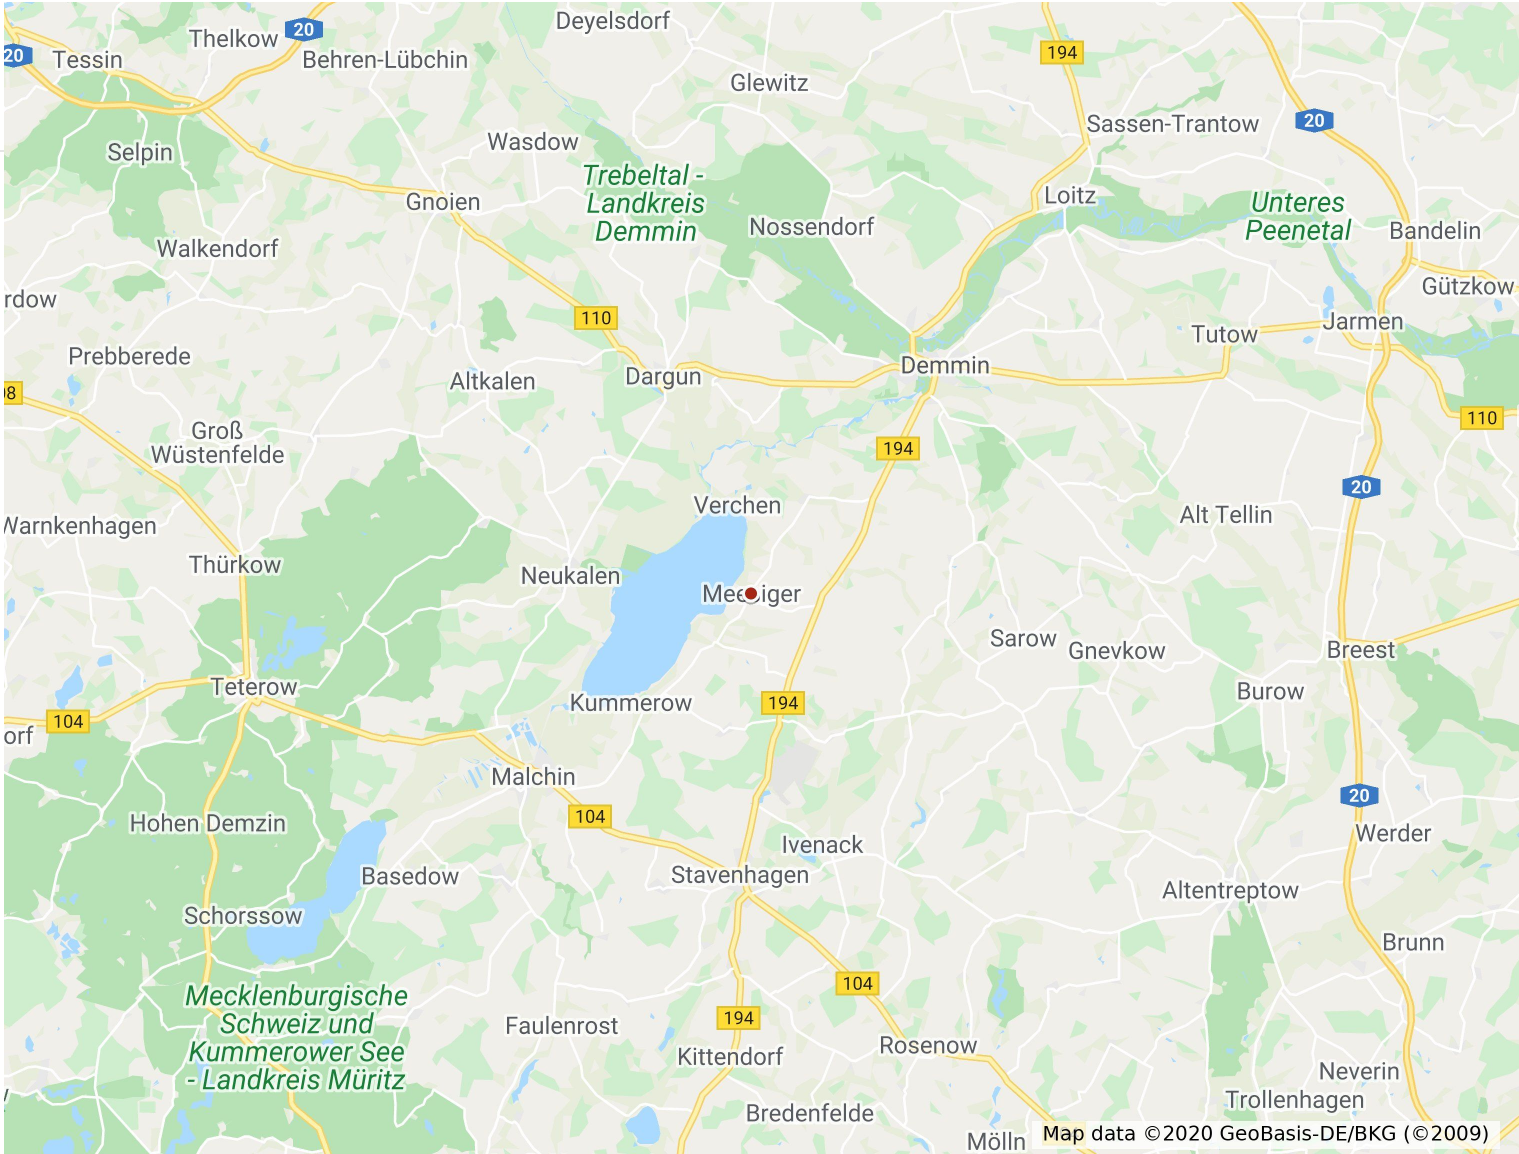 Deyelsdorf
20
Thelkow
194
20
Tessin
Behren-Lübchin
Glewitz
20
Sassen-Trantow
Wasdow
Selpin
Trebeltal -
Landkreis
Demmin
Loitz
Unteres
Peenetal
Gnoien
Nossendorf
Bandelin
Walkendorf
Gützkow
rdow
110
Jarmen
Tutow
Prebberede
Demmin
Dargun
Altkalen
08
110
Groß
Wüstenfelde
194
20
Verchen
Alt Tellin
Warnkenhagen
Thürkow
Neukalen
Sarow
Gnevkow
Breest
Teterow
Burow
Kummerow
194
104
orf
Malchin
20
104
Hohen Demzin
Werder
Ivenack
Stavenhagen
Basedow
Altentreptow
Schorssow
Brunn
104
Mecklenburgische
Schweiz und
Kummerower See
- Landkreis Müritz
194
Faulenrost
Rosenow
Kittendorf
Neverin
Trollenhagen
Bredenfelde
Mölln
Map data ©2020 GeoBasis-DE/BKG (©2009)